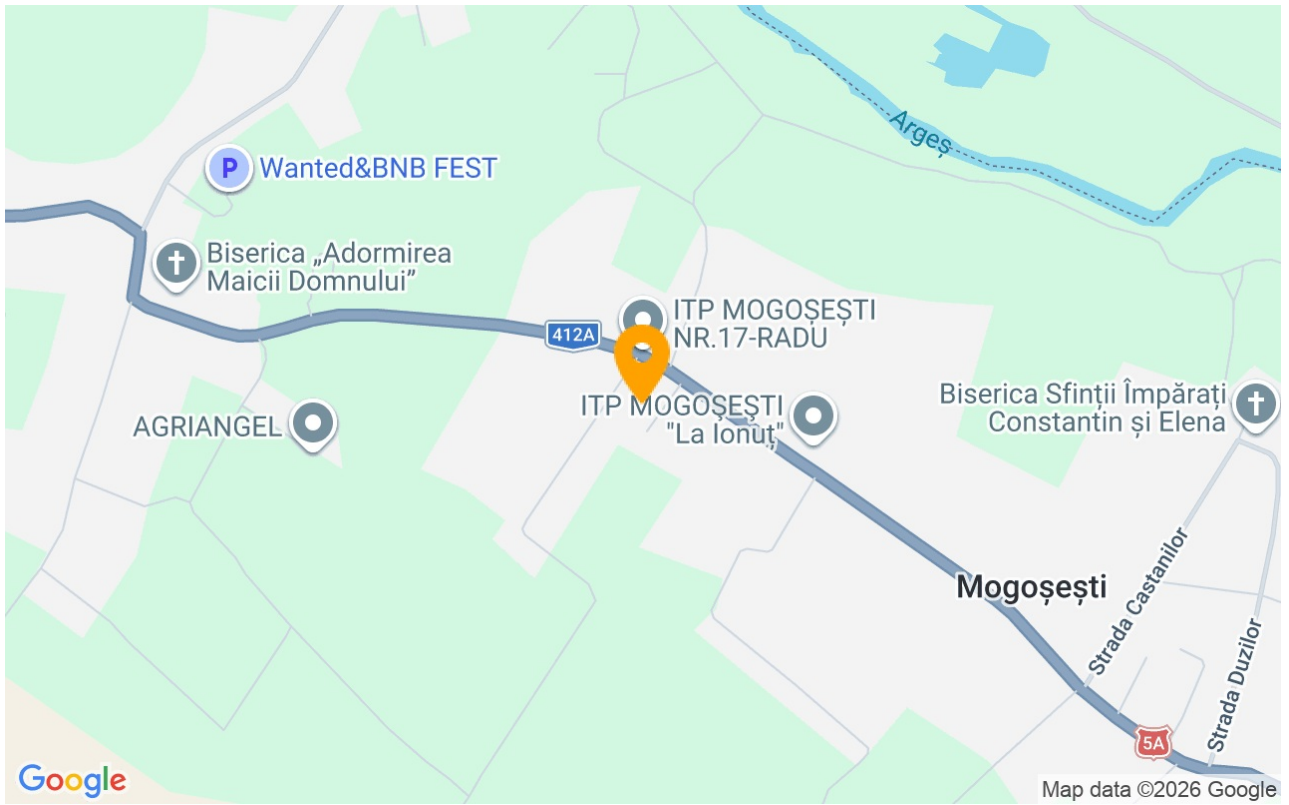 Argeș
P Wanted&BNB FEST
Biserica „Adormirea
Maicii Domnului”
ITP MOGOȘEȘTI
NR.17-RADU
412A
ITP MOGOȘEȘTI
"La Ionuț"
Biserica Sfinții Împărați
Constantin și Elena
AGRIANGEL
Mogoșești
Strada Castanilor
Strada Duzilor
5A
Google
Map data ©2026 Google